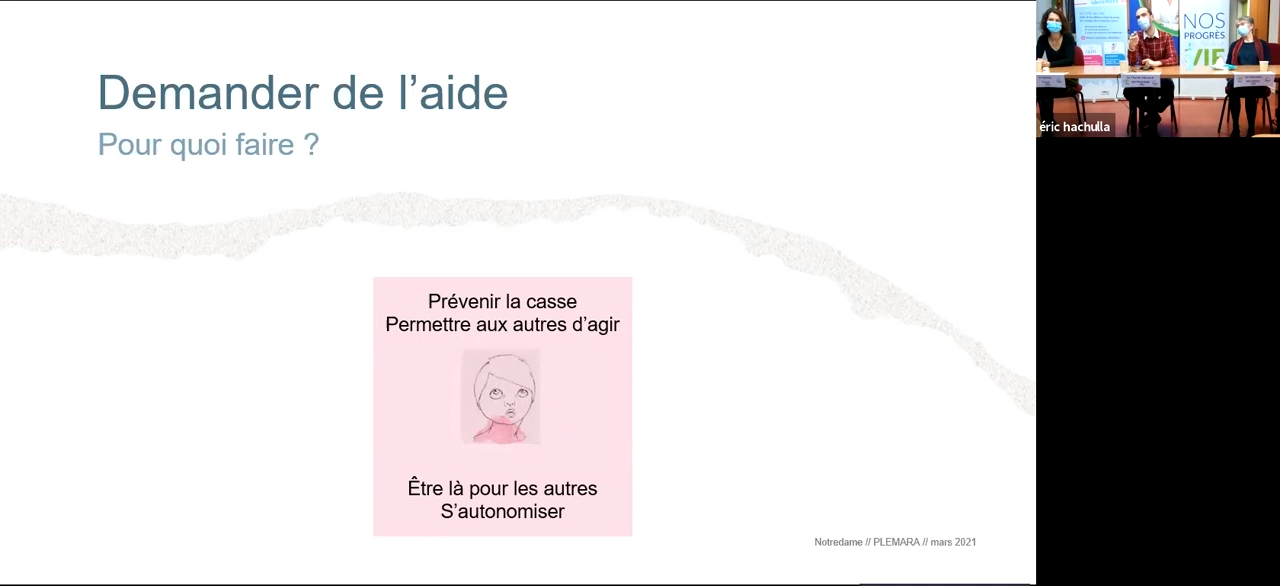 Demander de l’aide
Pour quoi faire ?
Prévenir la casse
Permettre aux autres d’agir
Être là pour les autres
S’autonomiser
Notredame // PLEMARA // mars 2021
NOS
PROGRÈS
éric hachulla